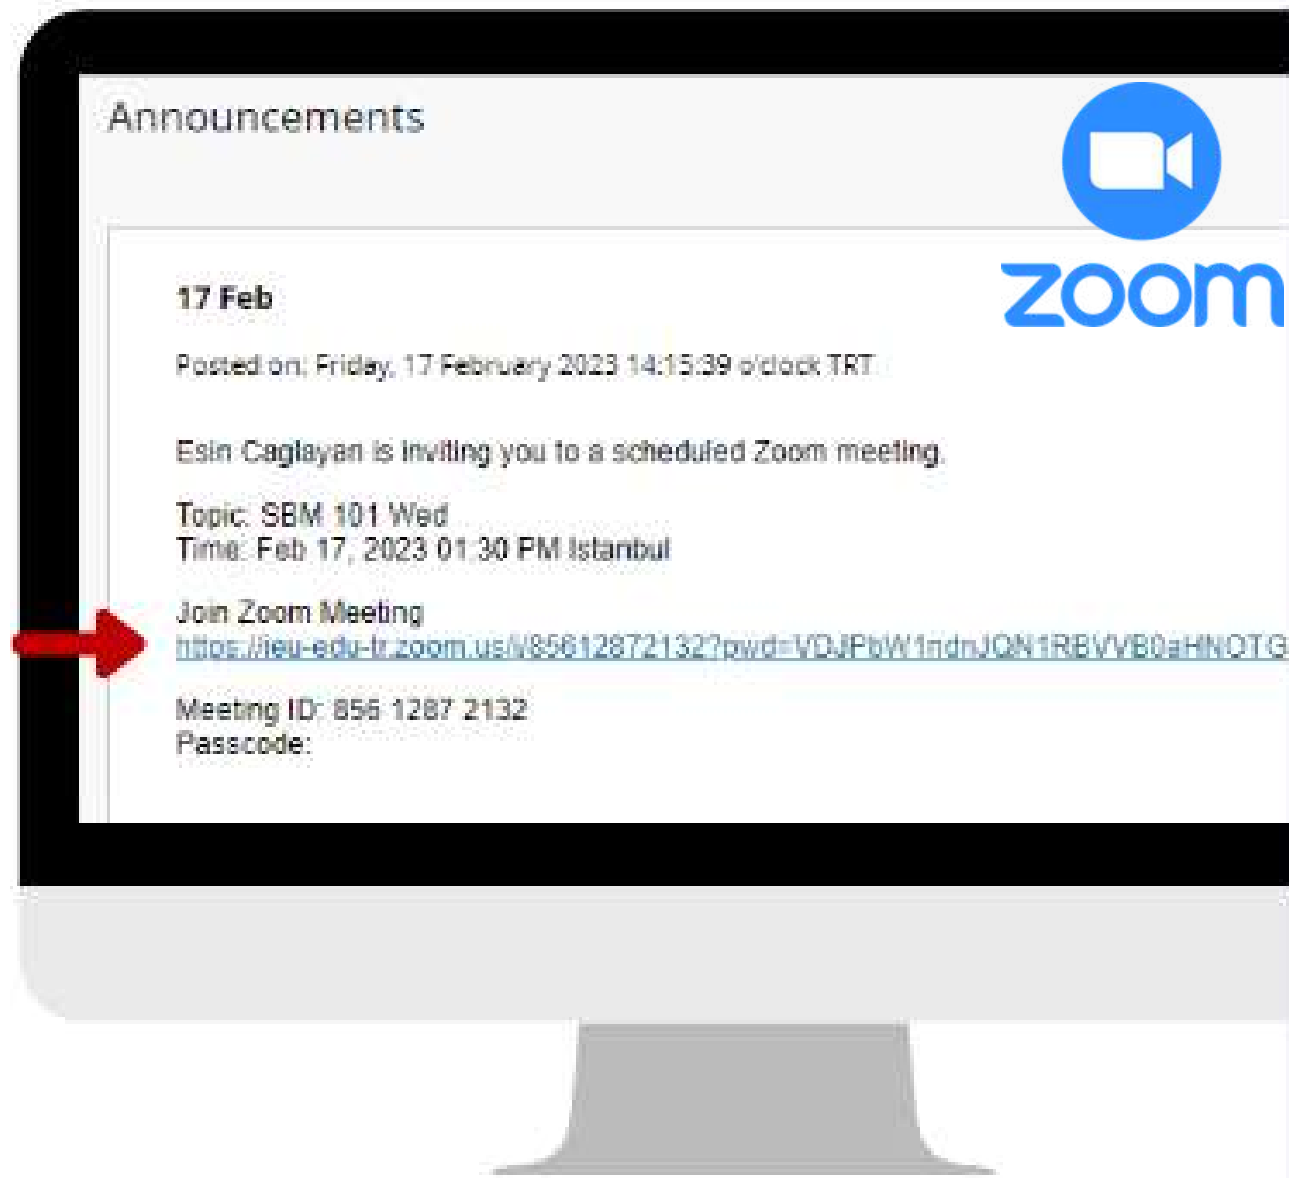 Announcements
zoom
17 Feb
Posted on: Friday, 17 February 2023 14:15:39 o'clock TRT
Esin Caglayan is inviting you to a scheduled Zoom meeting.
Topic: SBM 101 Wed
Time: Feb 17, 2023 01:30 PM Istanbul
Join Zoom Meeting
Meeting ID: 856 1287 2132
Passcode: